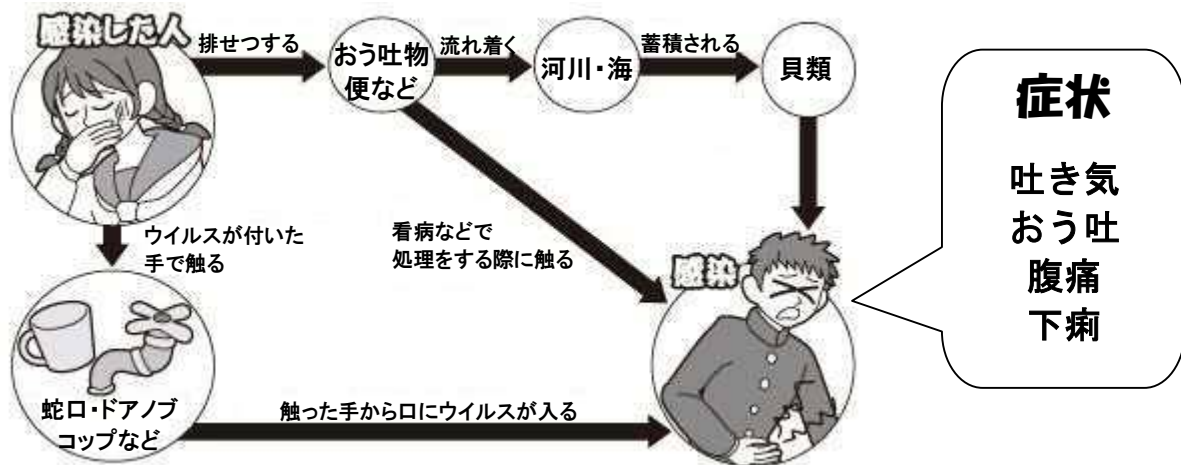 感染した人
排せつする
おう吐物
便など
流れ着く
河川・海
蓄積される
貝類
ウイルスが付いた
手で触る
看病などで
処理をする際に触る
感染
蛇口・ドアノブ
コップなど
触った手から口にウイルスが入る
症状
吐き気
おう吐
腹痛
下痢